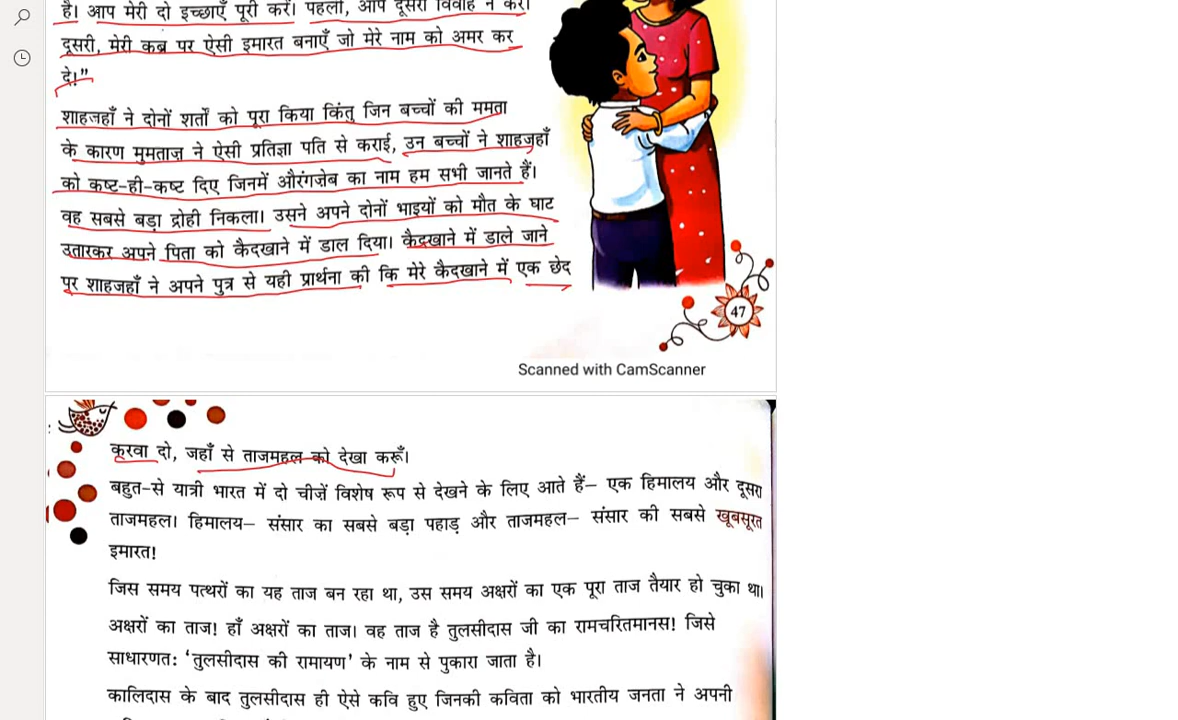 है। आप मेरी दो इच्छाएँ पूरी करें। पहली, आप दूसरा विवाह न करें।
दूसरी, मेरी कब्र पर ऐसी इमारत बनाएँ जो मेरे नाम को अमर कर
दे।”
शाहजहाँ ने दोनों शर्तों को पूरा किया किंतु जिन बच्चों की ममता
के कारण मुमताज़ ने ऐसी प्रतिज्ञा पति से कराई, उन बच्चों ने शाहजहाँ
को कष्ट-ही-कष्ट दिए जिनमें औरंगज़ेब का नाम हम सभी जानते हैं।
वह सबसे बड़ा द्रोही निकला। उसने अपने दोनों भाइयों को मौत के घाट
उतारकर अपने पिता को कैदखाने में डाल दिया। कैदखाने में डाले जाने
पर शाहजहाँ ने अपने पुत्र से यही प्रार्थना की कि मेरे कैदखाने में एक छेद
47
Scanned with CamScanner
करवा दो, जहाँ से ताजमहल को देखा करूँ।
बहुत-से यात्री भारत में दो चीजें विशेष रूप से देखने के लिए आते हैं– एक हिमालय और दूसरा
ताजमहल। हिमालय– संसार का सबसे बड़ा पहाड़ और ताजमहल– संसार की सबसे खूबसूरत
इमारत!
जिस समय पत्थरों का यह ताज बन रहा था, उस समय अक्षरों का एक पूरा ताज तैयार हो चुका था।
अक्षरों का ताज! हाँ अक्षरों का ताज। वह ताज है तुलसीदास जी का रामचरितमानस! जिसे
साधारणत: ‘तुलसीदास की रामायण’ के नाम से पुकारा जाता है।
कालिदास के बाद तुलसीदास ही ऐसे कवि हुए जिनकी कविता को भारतीय जनता ने अपनी